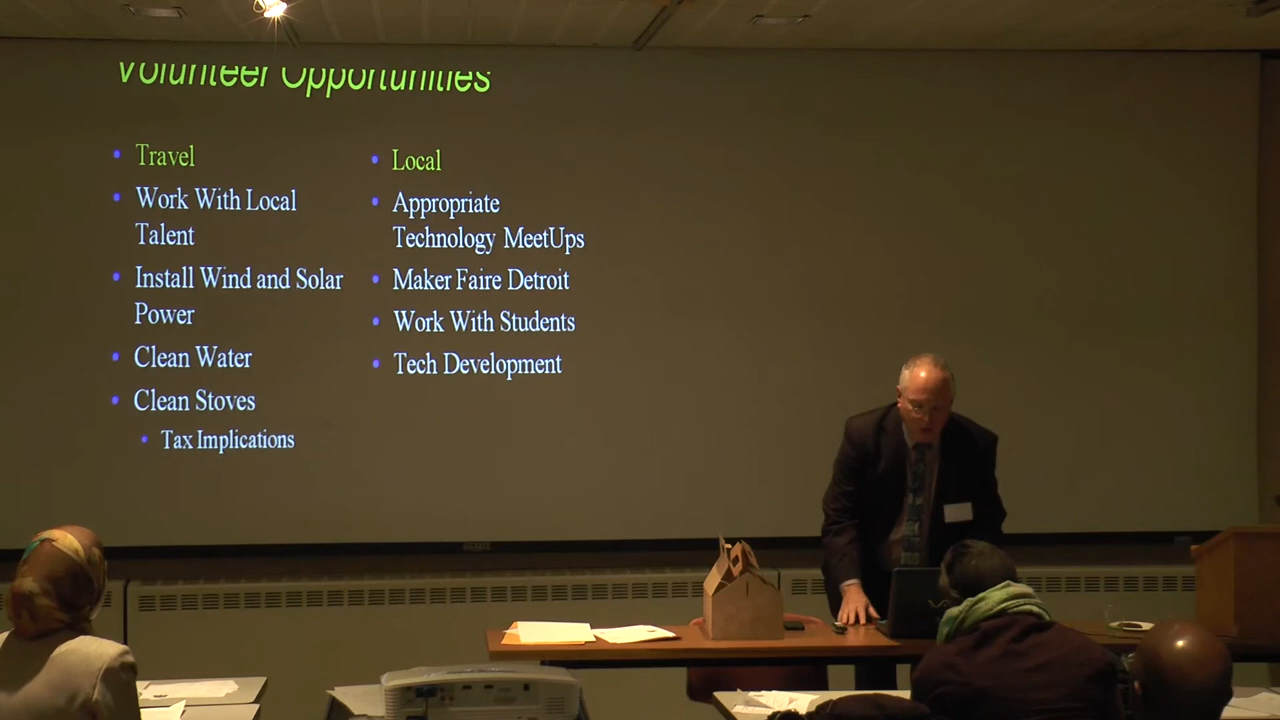 Volunteer Opportunities
Travel
Work With Local
Talent
Install Wind and Solar
Power
Clean Water
Clean Stoves
Tax Implications
Local
Appropriate
Technology MeetUps
Maker Faire Detroit
Work With Students
Tech Development